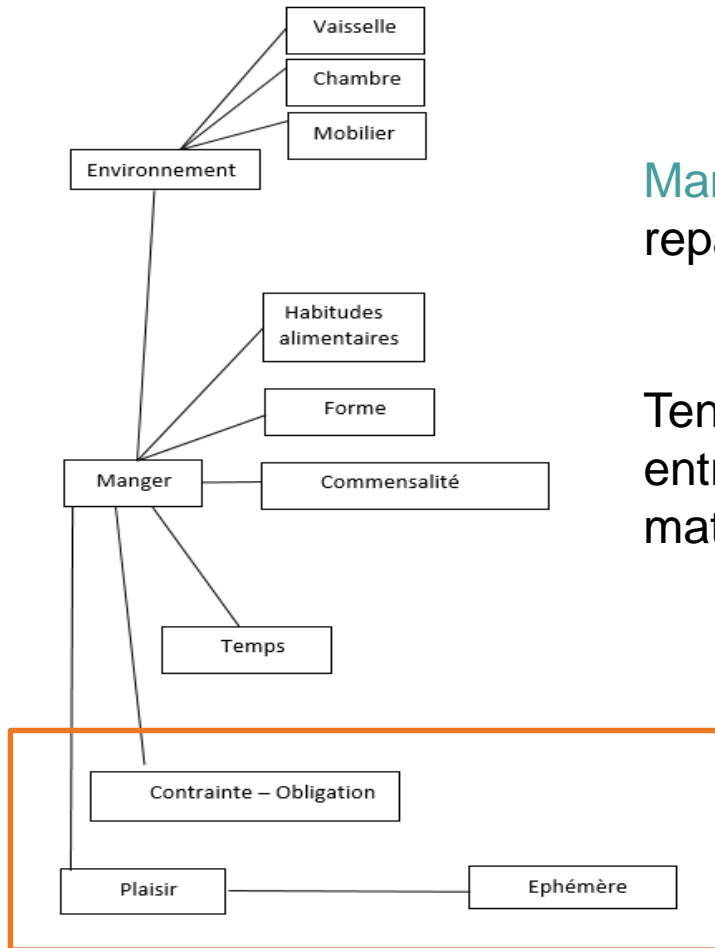 Vaisselle
Chambre
Mobilier
Environnement
Habitudes
alimentaires
Forme
Manger
Commensalité
Temps
Contrainte – Obligation
Plaisir
Ephémère